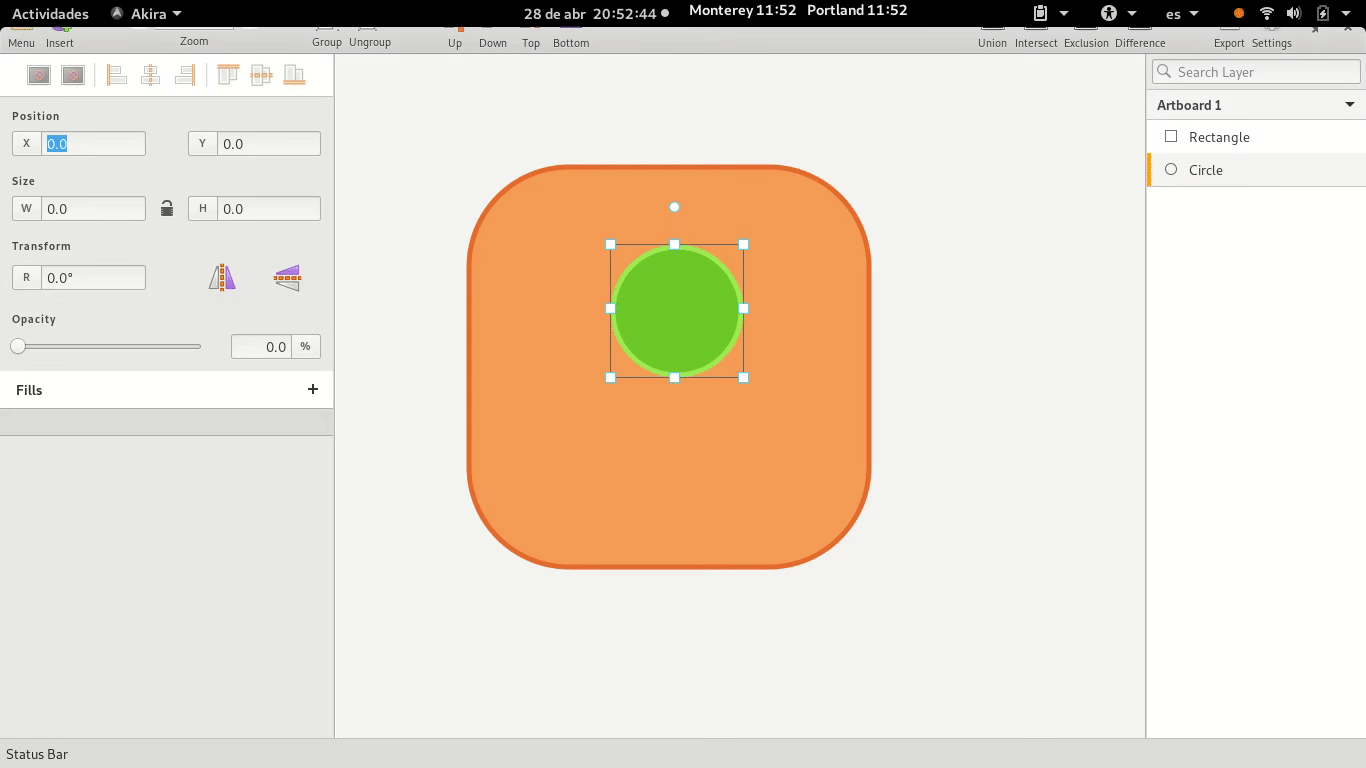 Actividades Akira 28 de abr 20:52:44 Monterey 11:52 Portland 11:52 es
Menu Insert Zoom Group Ungroup Up Down Top Bottom Union Intersect Exclusion Difference Export Settings
Search Layer
Position
X 0.0 Y 0.0
Size
W 0.0 H 0.0
Transform
R 0.0°
Opacity
0.0 %
Fills +
Artboard 1
Rectangle
Circle
Status Bar